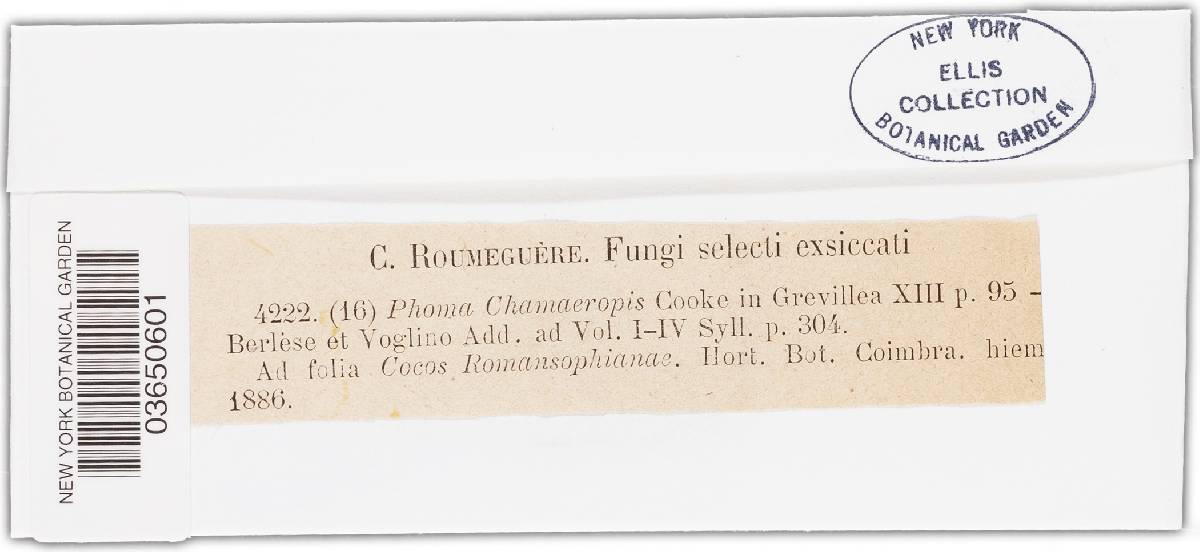 NEW YORK
ELLIS
COLLECTION
BOTANICAL GARDEN
NEW YORK BOTANICAL GARDEN
03650601
C. ROUMEGUÈRE. Fungi selecti exsiccati
4222. (16) Phoma Chamaeropis Cooke in Grevillea XIII p. 95 –
Berlèse et Voglino Add. ad Vol. I–IV Syll. p. 304.
Ad folia Cocos Romansophianae. Hort. Bot. Coimbra. hiem
1886.